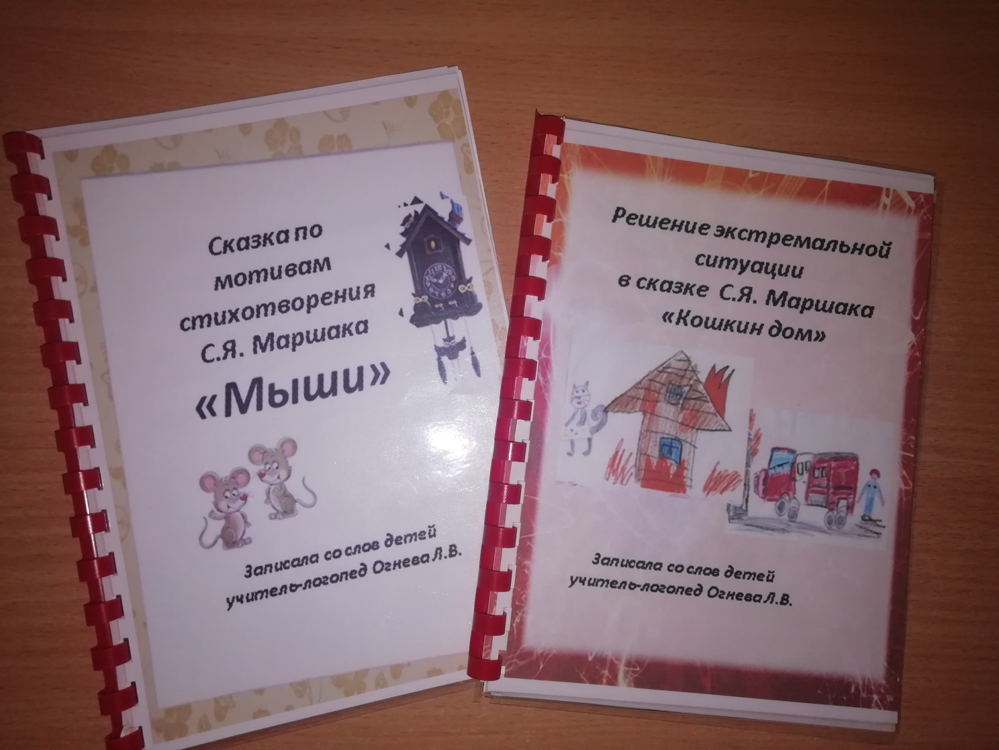 Сказка по
мотивам
стихотворения
С.Я. Маршака
«Мыши»
Записала со слов детей
учитель-логопед Огнева Л.В.
Решение экстремальной
ситуации
в сказке С.Я. Маршака
«Кошкин дом»
Записала со слов детей
учитель-логопед Огнева Л.В.